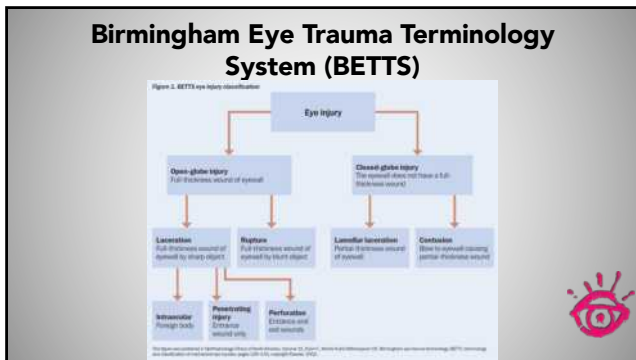 Birmingham Eye Trauma Terminology
System (BETTS)
Figure 1. BETTS eye injury classification
Eye injury
Open-globe injury
Full-thickness wound of eyewall
Closed-globe injury
The eyewall does not have a full-
thickness wound
Laceration
Full-thickness wound of
eyewall by sharp object
Rupture
Full-thickness wound of
eyewall by blunt object
Lamellar laceration
Partial-thickness wound
of eyewall
Contusion
Blow to eyewall causing
partial-thickness wound
Intraocular
Foreign body
Penetrating
injury
Entrance
wound only
Perforation
Entrance and
exit wounds